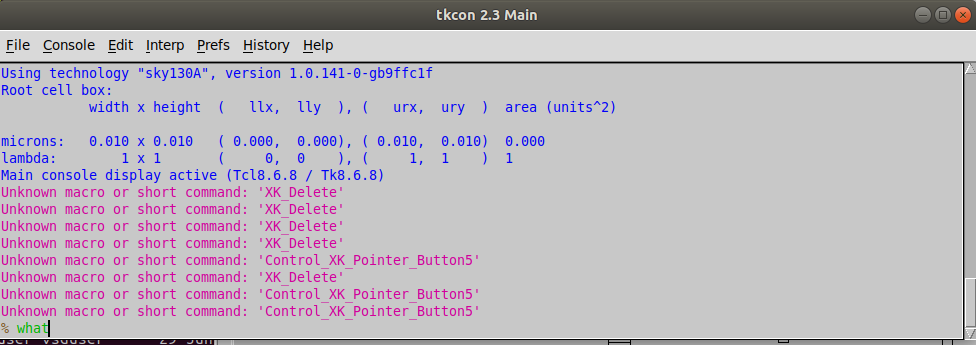 tkcon 2.3 Main
File Console Edit Interp Prefs History Help
Using technology "sky130A", version 1.0.141-0-gb9ffc1f
Root cell box:
width x height ( llx, lly ), ( urx, ury ) area (units^2)
microns: 0.010 x 0.010 ( 0.000, 0.000), ( 0.010, 0.010) 0.000
lambda: 1 x 1 ( 0, 0 ), ( 1, 1 ) 1
Main console display active (Tcl8.6.8 / Tk8.6.8)
Unknown macro or short command: 'XK_Delete'
Unknown macro or short command: 'XK_Delete'
Unknown macro or short command: 'XK_Delete'
Unknown macro or short command: 'XK_Delete'
Unknown macro or short command: 'Control_XK_Pointer_Button5'
Unknown macro or short command: 'XK_Delete'
Unknown macro or short command: 'Control_XK_Pointer_Button5'
Unknown macro or short command: 'Control_XK_Pointer_Button5'
% what